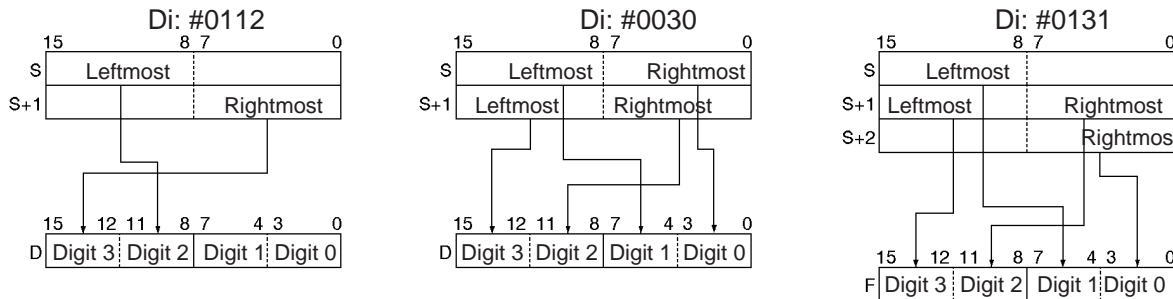 Di: #0112 Di: #0030 Di: #0131
15 8 7 0 15 8 7 0 15 8 7 0
S Leftmost S Leftmost Rightmost S Leftmost
S+1 Rightmost S+1 Leftmost Rightmost S+1 Leftmost Rightmost
S+2 Rightmos
15 12 11 8 7 4 3 0 15 12 11 8 7 4 3 0
D Digit 3 Digit 2 Digit 1 Digit 0 D Digit 3 Digit 2 Digit 1 Digit 0
15 12 11 8 7 4 3 0
F Digit 3 Digit 2 Digit 1 Digit 0